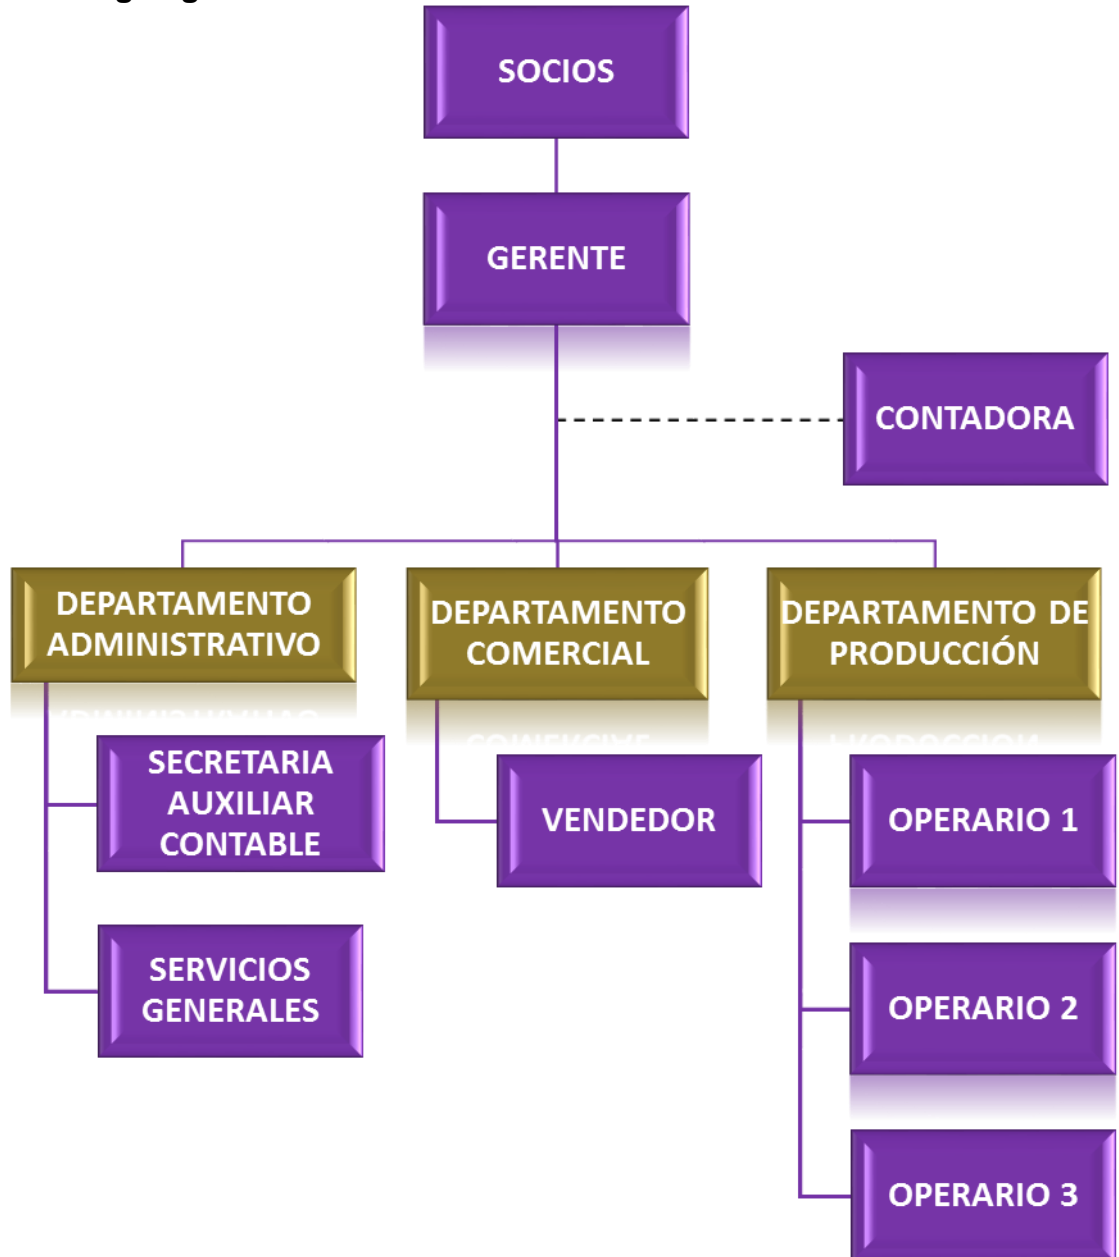 SOCIOS
GERENTE
CONTADORA
DEPARTAMENTO
ADMINISTRATIVO
DEPARTAMENTO
COMERCIAL
DEPARTAMENTO DE
PRODUCCIÓN
SECRETARIA
AUXILIAR
CONTABLE
SERVICIOS
GENERALES
VENDEDOR
OPERARIO 1
OPERARIO 2
OPERARIO 3